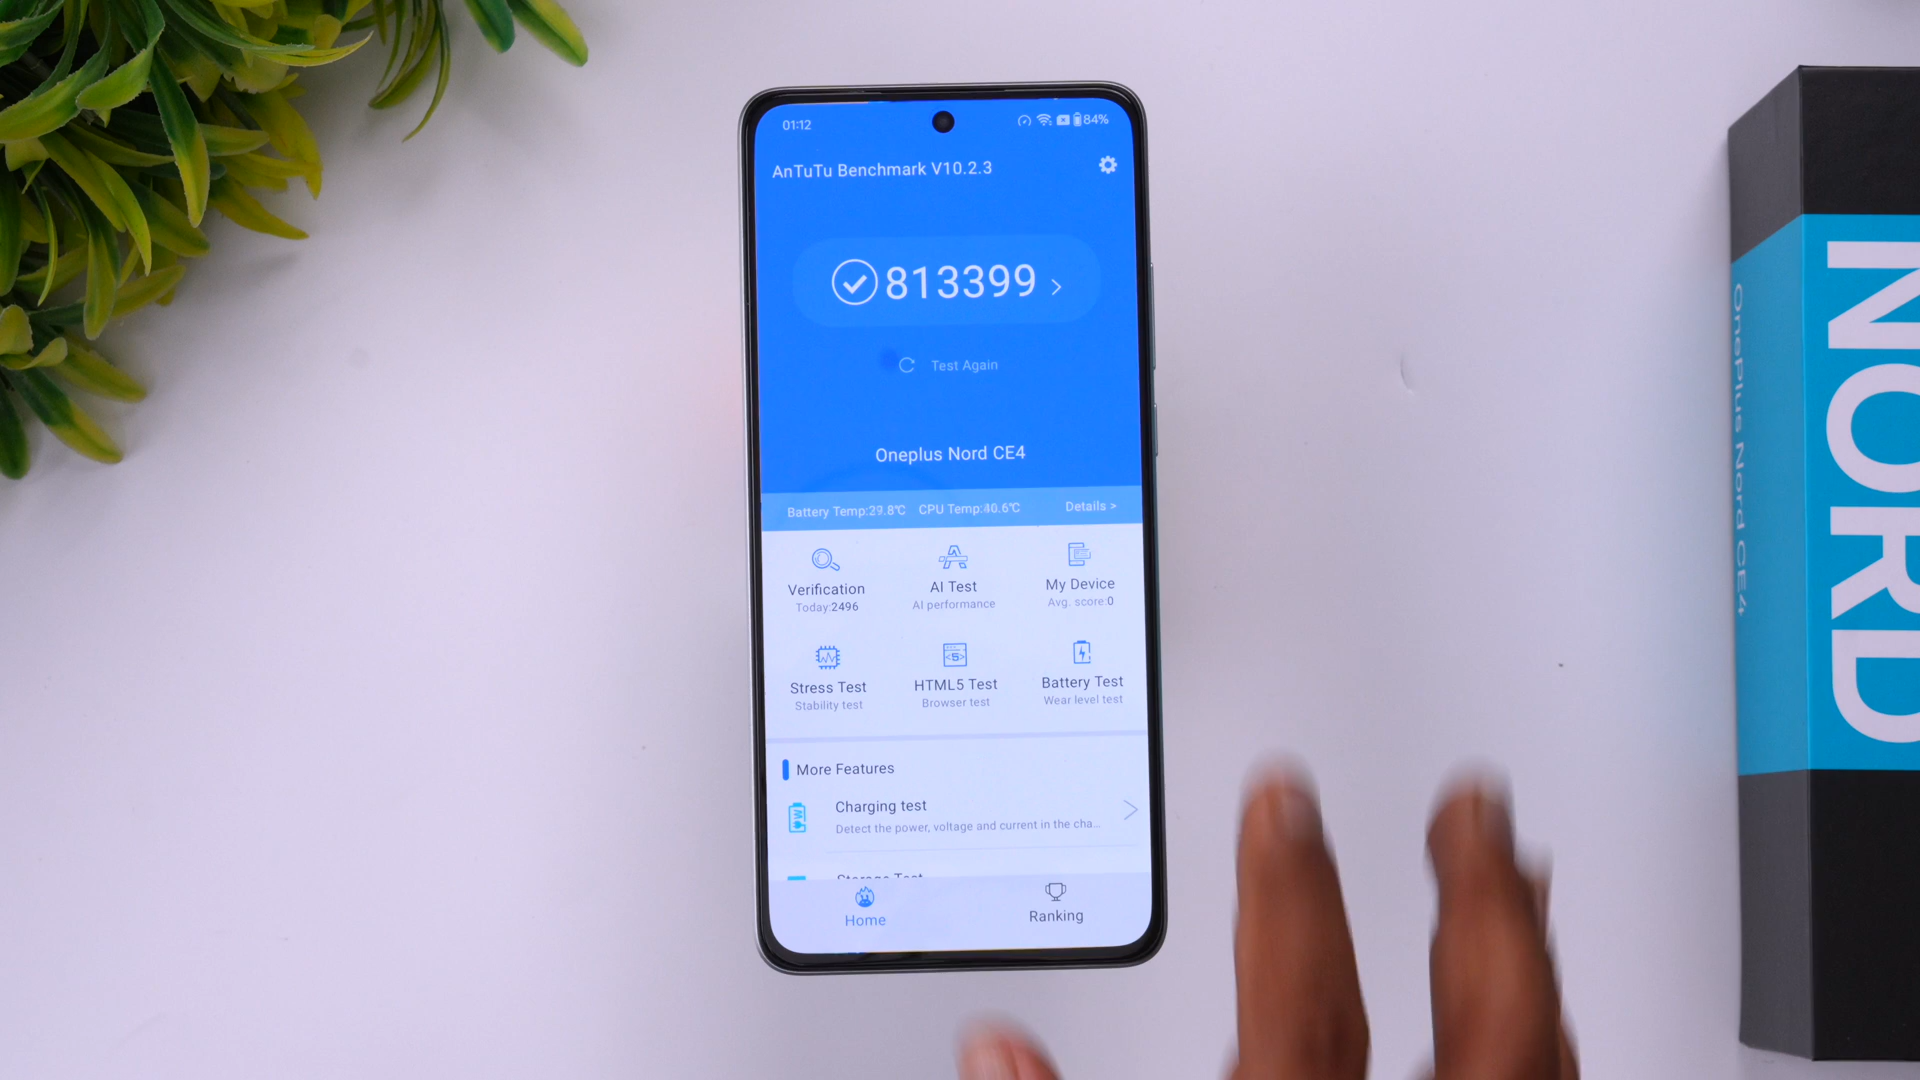 01:12
84%
AnTuTu Benchmark V10.2.3
813399
Test Again
Oneplus Nord CE4
Battery Temp:29.8℃ CPU Temp:40.6℃ Details >
Verification
Today:2496
AI Test
AI performance
My Device
Avg. score:0
Stress Test
Stability test
HTML5 Test
Browser test
Battery Test
Wear level test
More Features
Charging test
Detect the power, voltage and current in the cha...
Storage Test
Home
Ranking
OnePlus Nord CE4
NORD